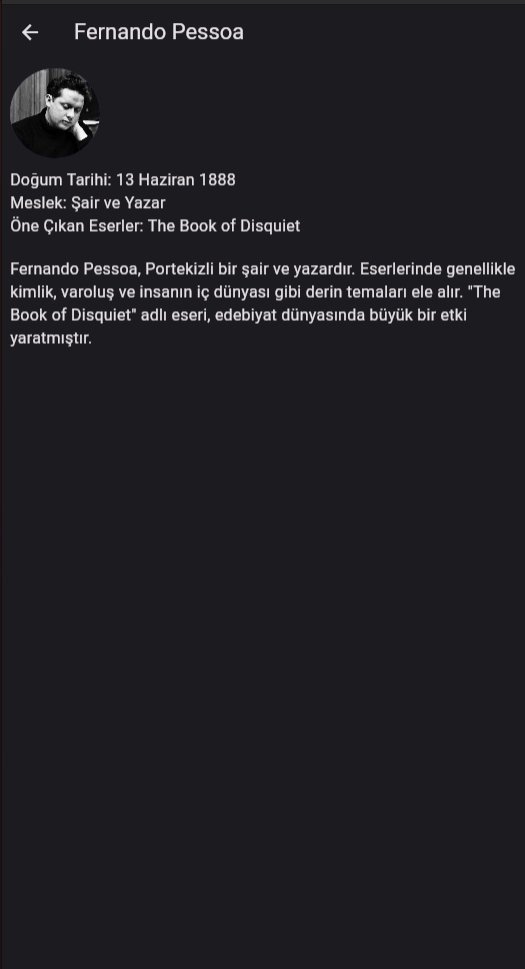 Fernando Pessoa
Doğum Tarihi: 13 Haziran 1888
Meslek: Şair ve Yazar
Öne Çıkan Eserler: The Book of Disquiet
Fernando Pessoa, Portekizli bir şair ve yazardır. Eserlerinde genellikle
kimlik, varoluş ve insanın iç dünyası gibi derin temaları ele alır. "The
Book of Disquiet" adlı eseri, edebiyat dünyasında büyük bir etki
yaratmıştır.